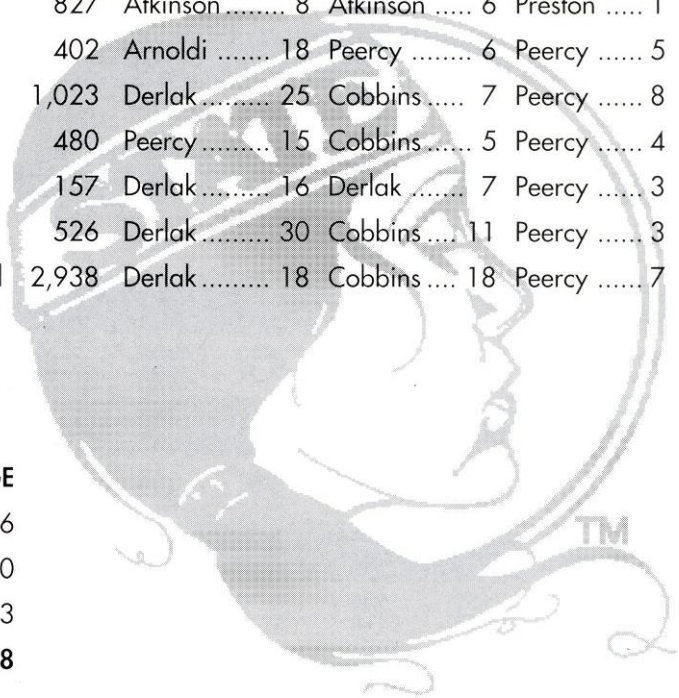 827 Atkinson ........ 8 Atkinson ...... 6 Preston ..... 1
402 Arnoldi ....... 18 Peercy ........ 6 Peercy ...... 5
1,023 Derlak ......... 25 Cobbins ..... 7 Peercy ...... 8
480 Peercy ......... 15 Cobbins ..... 5 Peercy ...... 4
157 Derlak ......... 16 Derlak ....... 7 Peercy ...... 3
526 Derlak ......... 30 Cobbins .... 11 Peercy ...... 3
2,938 Derlak ......... 18 Cobbins .... 18 Peercy ...... 7
E
6
0
3
8
TM